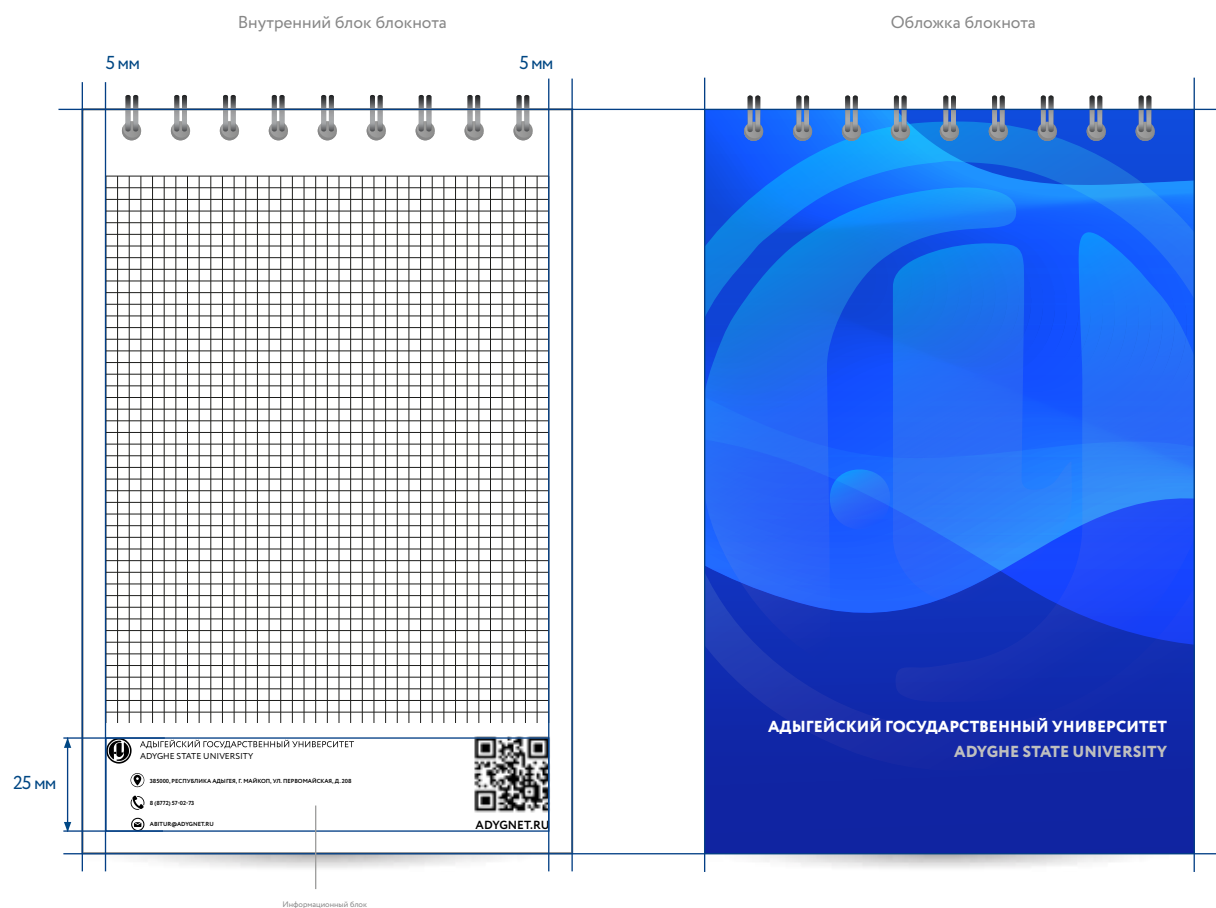 Внутренний блок блокнота
Обложка блокнота
5 мм
5 мм
АДЫГЕЙСКИЙ ГОСУДАРСТВЕННЫЙ УНИВЕРСИТЕТ
ADYGHE STATE UNIVERSITY
25 мм
385000, РЕСПУБЛИКА АДЫГЕЯ, Г. МАЙКОП, УЛ. ПЕРВОМАЙСКАЯ, Д. 208
8 (8772) 57-02-73
ABITUR@ADYGNET.RU
ADYGNET.RU
Информационный блок
АДЫГЕЙСКИЙ ГОСУДАРСТВЕННЫЙ УНИВЕРСИТЕТ
ADYGHE STATE UNIVERSITY